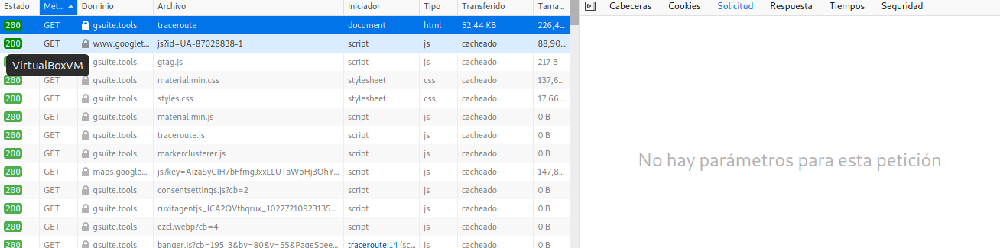 Estado Mét... Dominio Archivo Iniciador Tipo Transferido Tama... Cabeceras Cookies Solicitud Respuesta Tiempos Seguridad
200 GET gsuite.tools traceroute document html 52,44 KB 226,4...
200 GET www.googlet... js?id=UA-87028838-1 script js cacheado 88,90...
gsuite.tools gtag.js script js cacheado 217 B
VirtualBoxVM
200 GET gsuite.tools material.min.css stylesheet css cacheado 137,6...
200 GET gsuite.tools styles.css stylesheet css cacheado 17,66 ...
200 GET gsuite.tools material.min.js script js cacheado 0 B
200 GET gsuite.tools traceroute.js script js cacheado 0 B
200 GET gsuite.tools markerclusterer.js script js cacheado 0 B
No hay parámetros para esta petición
200 GET maps.google... js?key=AIzaSyCIH7bFfmgJxxLLUTaWpHj3OhY... script js cacheado 147,8...
200 GET gsuite.tools consentsettings.js?cb=2 script js cacheado 0 B
200 GET gsuite.tools ruxitagentjs_ICA2QVfhqrux_10227210923135... script js cacheado 0 B
200 GET gsuite.tools ezcl.webp?cb=4 script js cacheado 0 B
200 GET gsuite.tools banger.js?cb=195-3&bv=80&v=55&PageSpee... traceroute:14 (sc... js cacheado 0 B